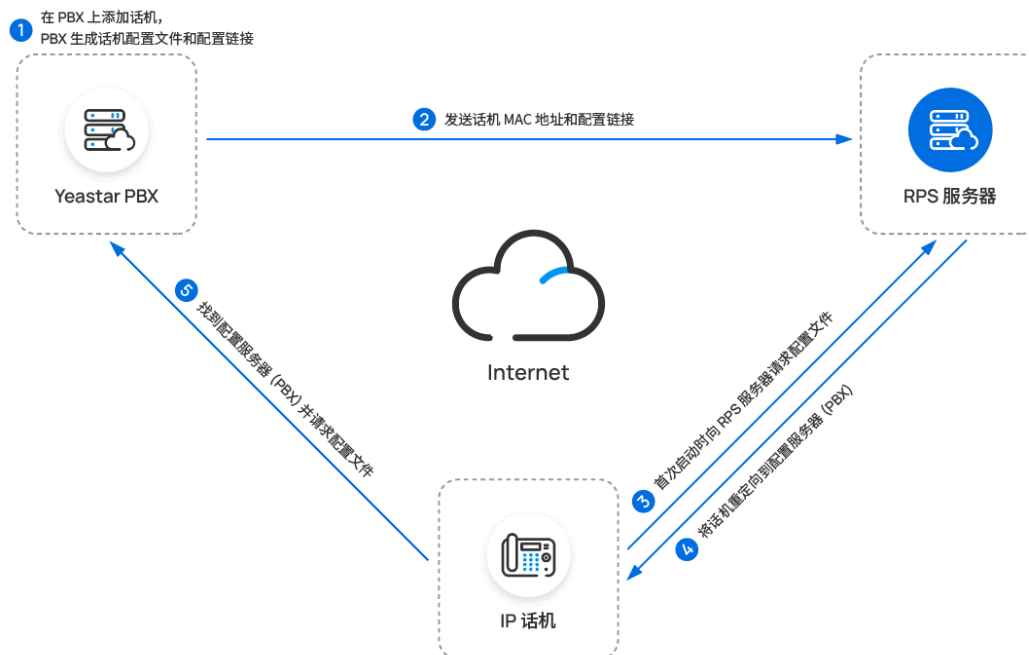 1 在 PBX 上添加话机，
PBX 生成话机配置文件和配置链接
2 发送话机 MAC 地址和配置链接
Yeastar PBX
RPS 服务器
5 找到配置服务器 (PBX) 并请求配置文件
Internet
3 首次启动时向 RPS 服务器请求配置文件
4 将话机重定向到配置服务器 (PBX)
IP 话机